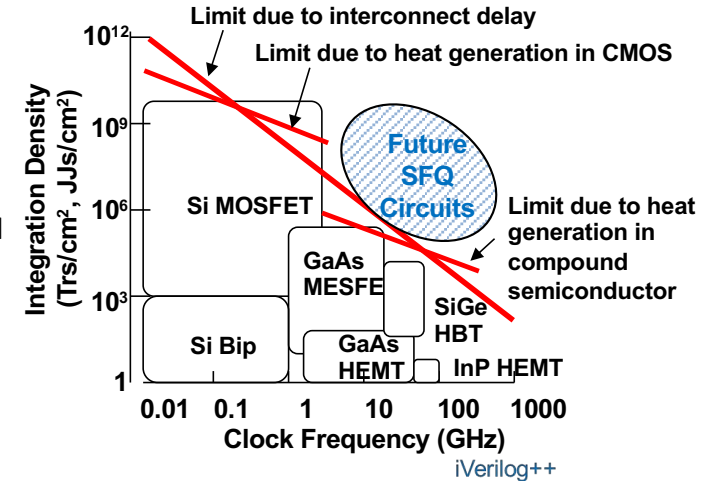 Limit due to interconnect delay
Limit due to heat generation in CMOS
10¹²
10⁹
10⁶
10³
1
Integration Density
(Trs/cm², JJs/cm²)
Future
SFQ
Circuits
Si MOSFET
Limit due to heat
generation in
compound
semiconductor
GaAs
MESFE
SiGe
HBT
Si Bip
GaAs
HEMT
InP HEMT
0.01 0.1 1 10 100 1000
Clock Frequency (GHz)
iVerilog++